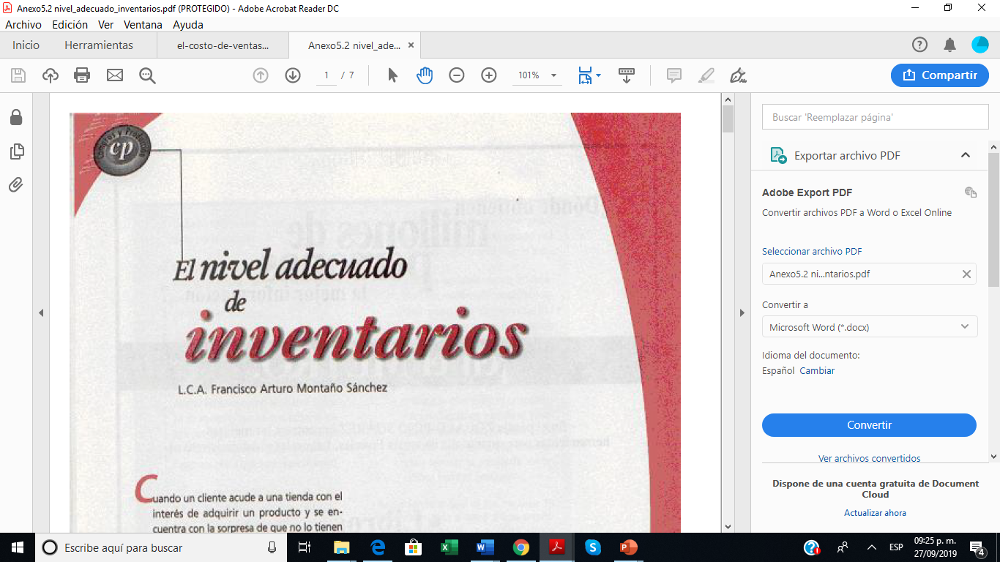 Anexo5.2 nivel_adecuado_inventarios.pdf (PROTEGIDO) - Adobe Acrobat Reader DC
Archivo Edición Ver Ventana Ayuda
Inicio Herramientas el-costo-de-ventas... Anexo5.2 nivel_ade... ×
1 / 7 101% Compartir
cp
El nivel adecuado
de
inventarios
L.C.A. Francisco Arturo Montaño Sánchez
Cuando un cliente acude a una tienda con el
interés de adquirir un producto y se en-
cuentra con la sorpresa de que no lo tienen
Buscar 'Reemplazar página'
Exportar archivo PDF
Adobe Export PDF
Convertir archivos PDF a Word o Excel Online
Seleccionar archivo PDF
Anexo5.2 ni...ntarios.pdf
Convertir a
Microsoft Word (*.docx)
Idioma del documento:
Español Cambiar
Convertir
Ver archivos convertidos
Dispone de una cuenta gratuita de Document
Cloud
Actualizar ahora
Escribe aquí para buscar
ESP
09:25 p. m.
27/09/2019
4